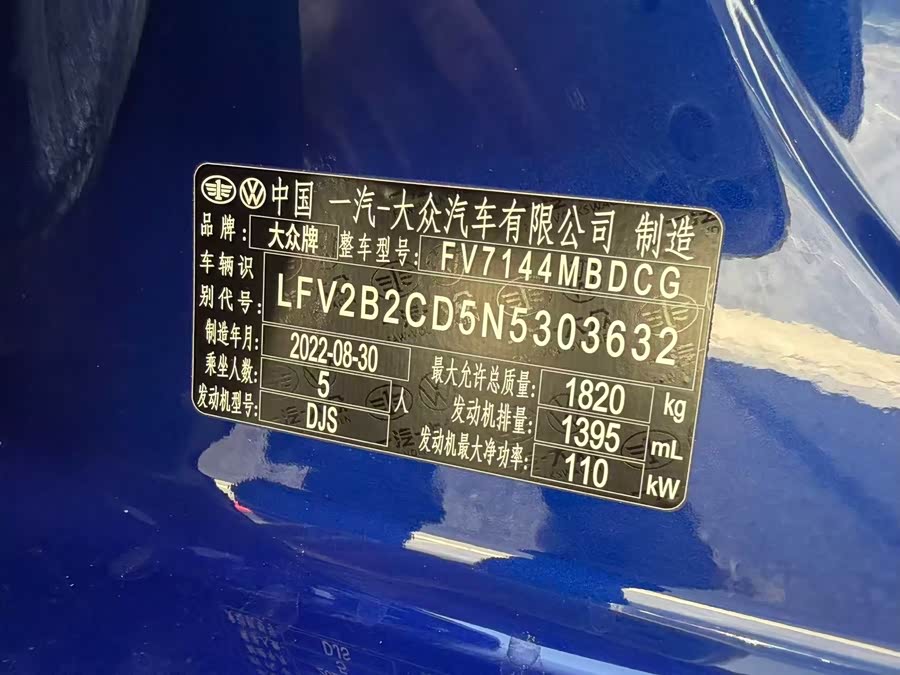 中国 一汽-大众汽车有限公司 制造
品牌: 大众牌 整车型号: FV7144MBDCG
车辆识别代号: LFV2B2CD5N5303632
制造年月: 2022-08-30 最大允许总质量: 1820 kg
乘坐人数: 5 人 发动机排量: 1395 mL
发动机型号: DJS 发动机最大净功率: 110 kW